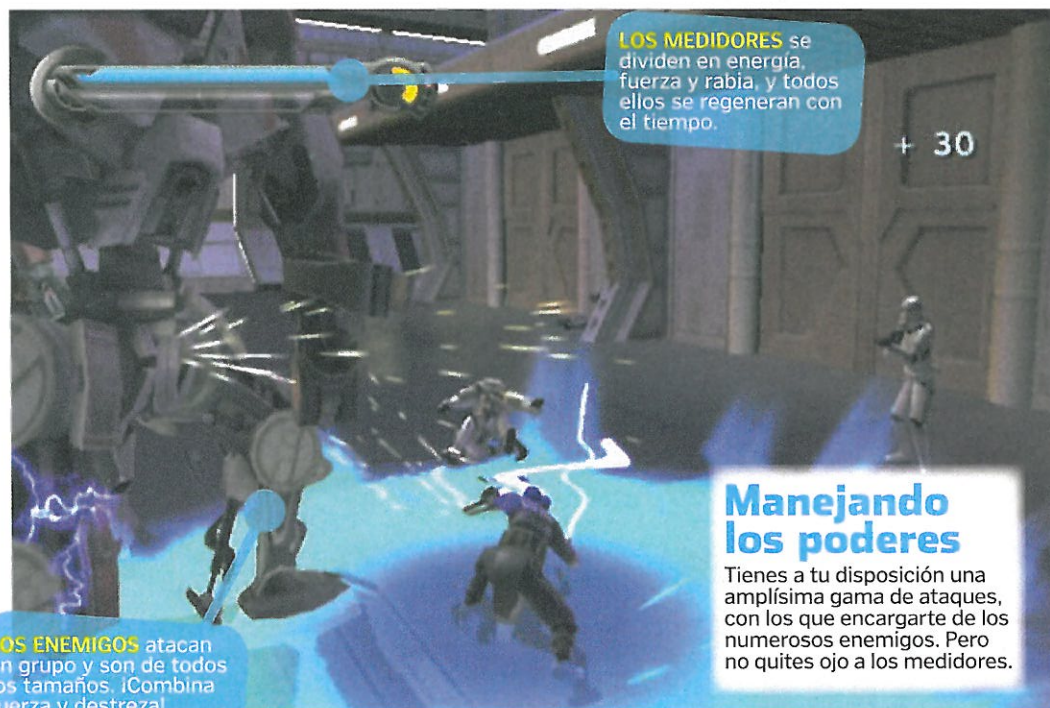 LOS MEDIDORES se
dividen en energía,
fuerza y rabia, y todos
ellos se regeneran con
el tiempo.
+ 30
Manejando
los poderes
Tienes a tu disposición una
amplísima gama de ataques,
con los que encargarte de los
numerosos enemigos. Pero
no quites ojo a los medidores.
OS ENEMIGOS atacan
n grupo y son de todos
os tamaños. ¡Combina
uerza y destreza!